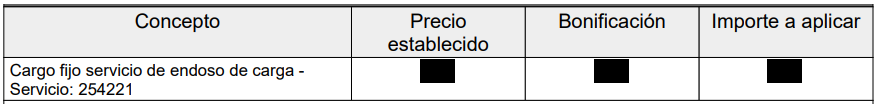 Concepto
Precio establecido
Bonificación
Importe a aplicar
Cargo fijo servicio de endoso de carga -
Servicio: 254221